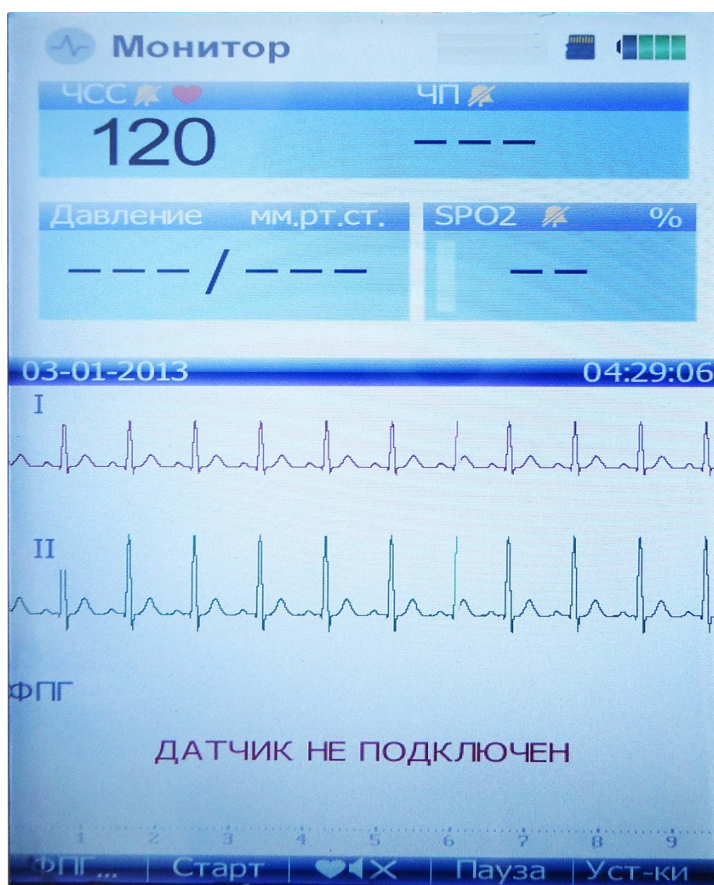 Монитор
ЧСС ЧП
120 ---
Давление мм.рт.ст. SPO2 %
---/--- --
03-01-2013 04:29:06
I
II
ФПГ
ДАТЧИК НЕ ПОДКЛЮЧЕН
1 2 3 4 5 6 7 8 9
ФПГ... Старт Пауза Уст-ки